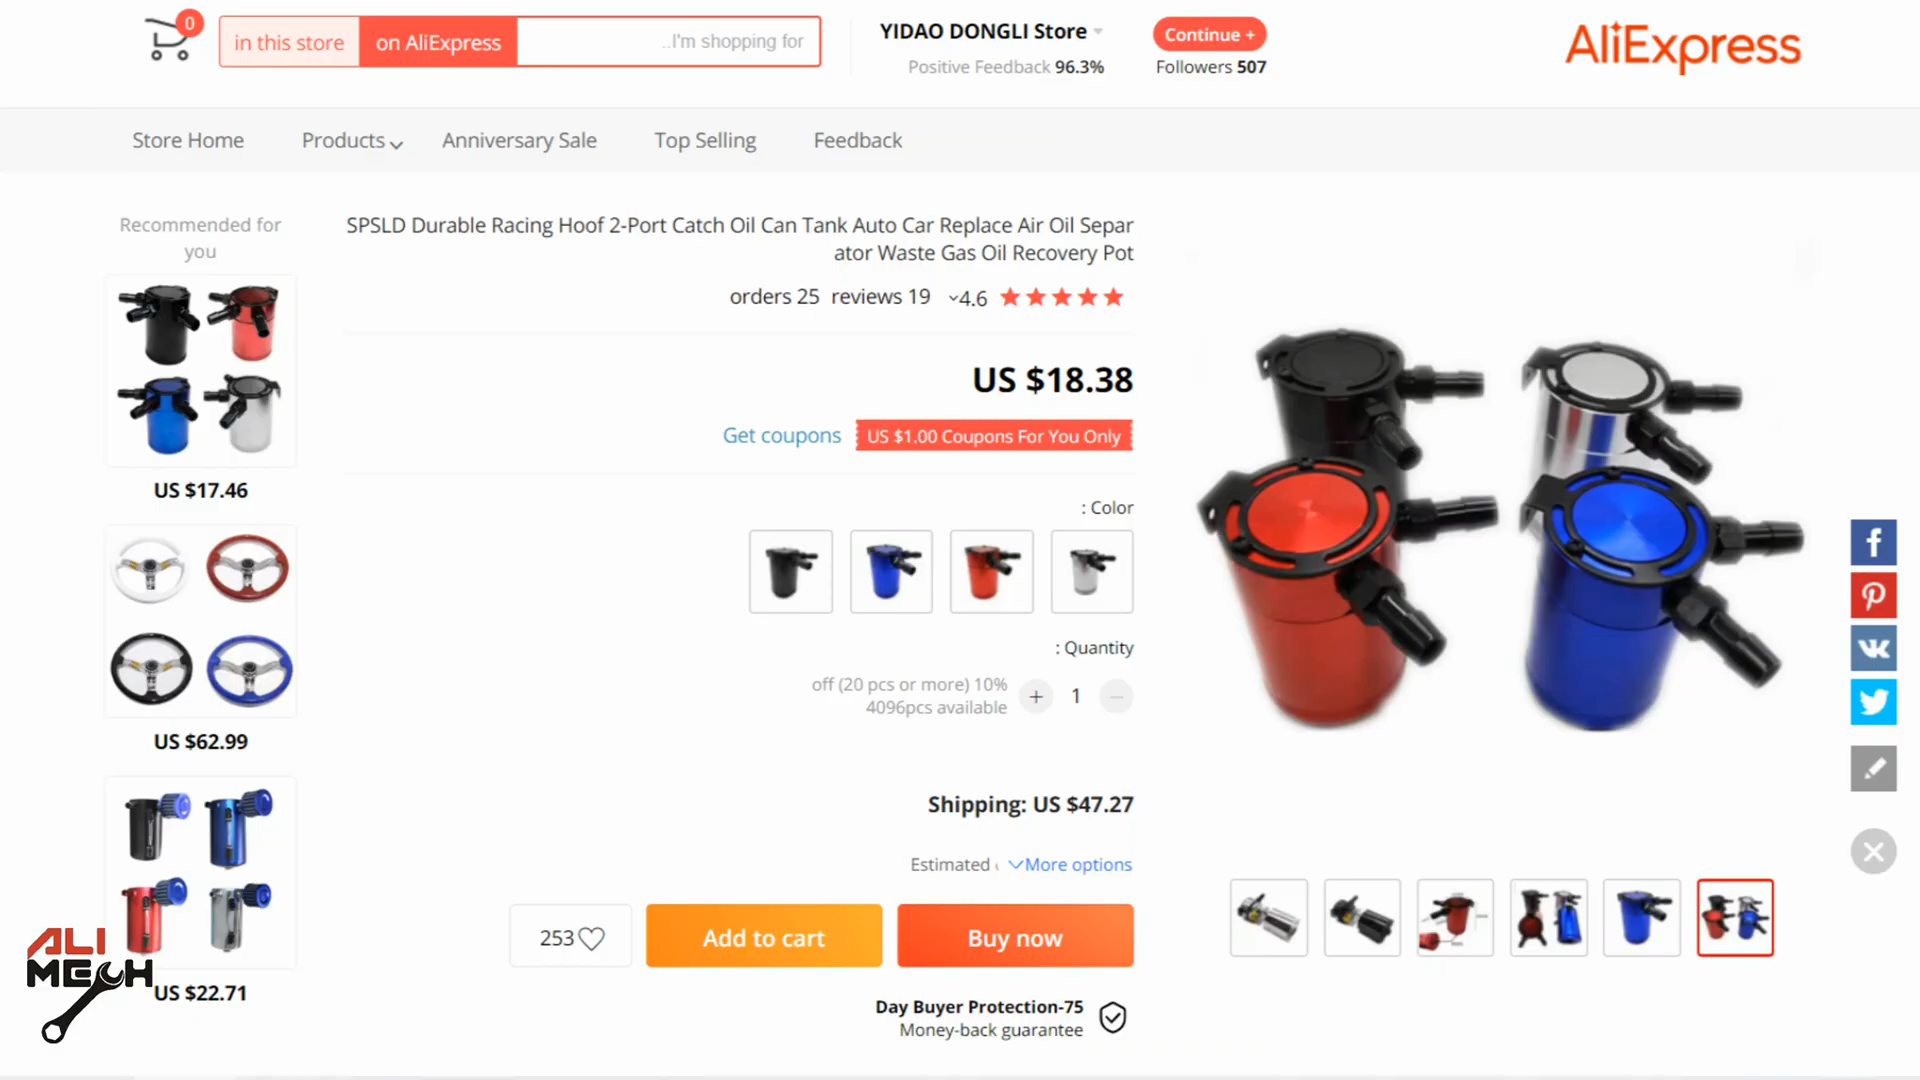 0
in this store
on AliExpress
..I'm shopping for
YIDAO DONGLI Store
Positive Feedback 96.3%
Continue +
Followers 507
AliExpress
Store Home
Products
Anniversary Sale
Top Selling
Feedback
Recommended for
you
US $17.46
US $62.99
US $22.71
SPSLD Durable Racing Hoof 2-Port Catch Oil Can Tank Auto Car Replace Air Oil Separ
ator Waste Gas Oil Recovery Pot
orders 25 reviews 19 4.6
US $18.38
Get coupons
US $1.00 Coupons For You Only
: Color
: Quantity
off (20 pcs or more) 10%
4096pcs available
+ 1 −
Shipping: US $47.27
Estimated
More options
253
Add to cart
Buy now
Day Buyer Protection-75
Money-back guarantee
ALI
MECH